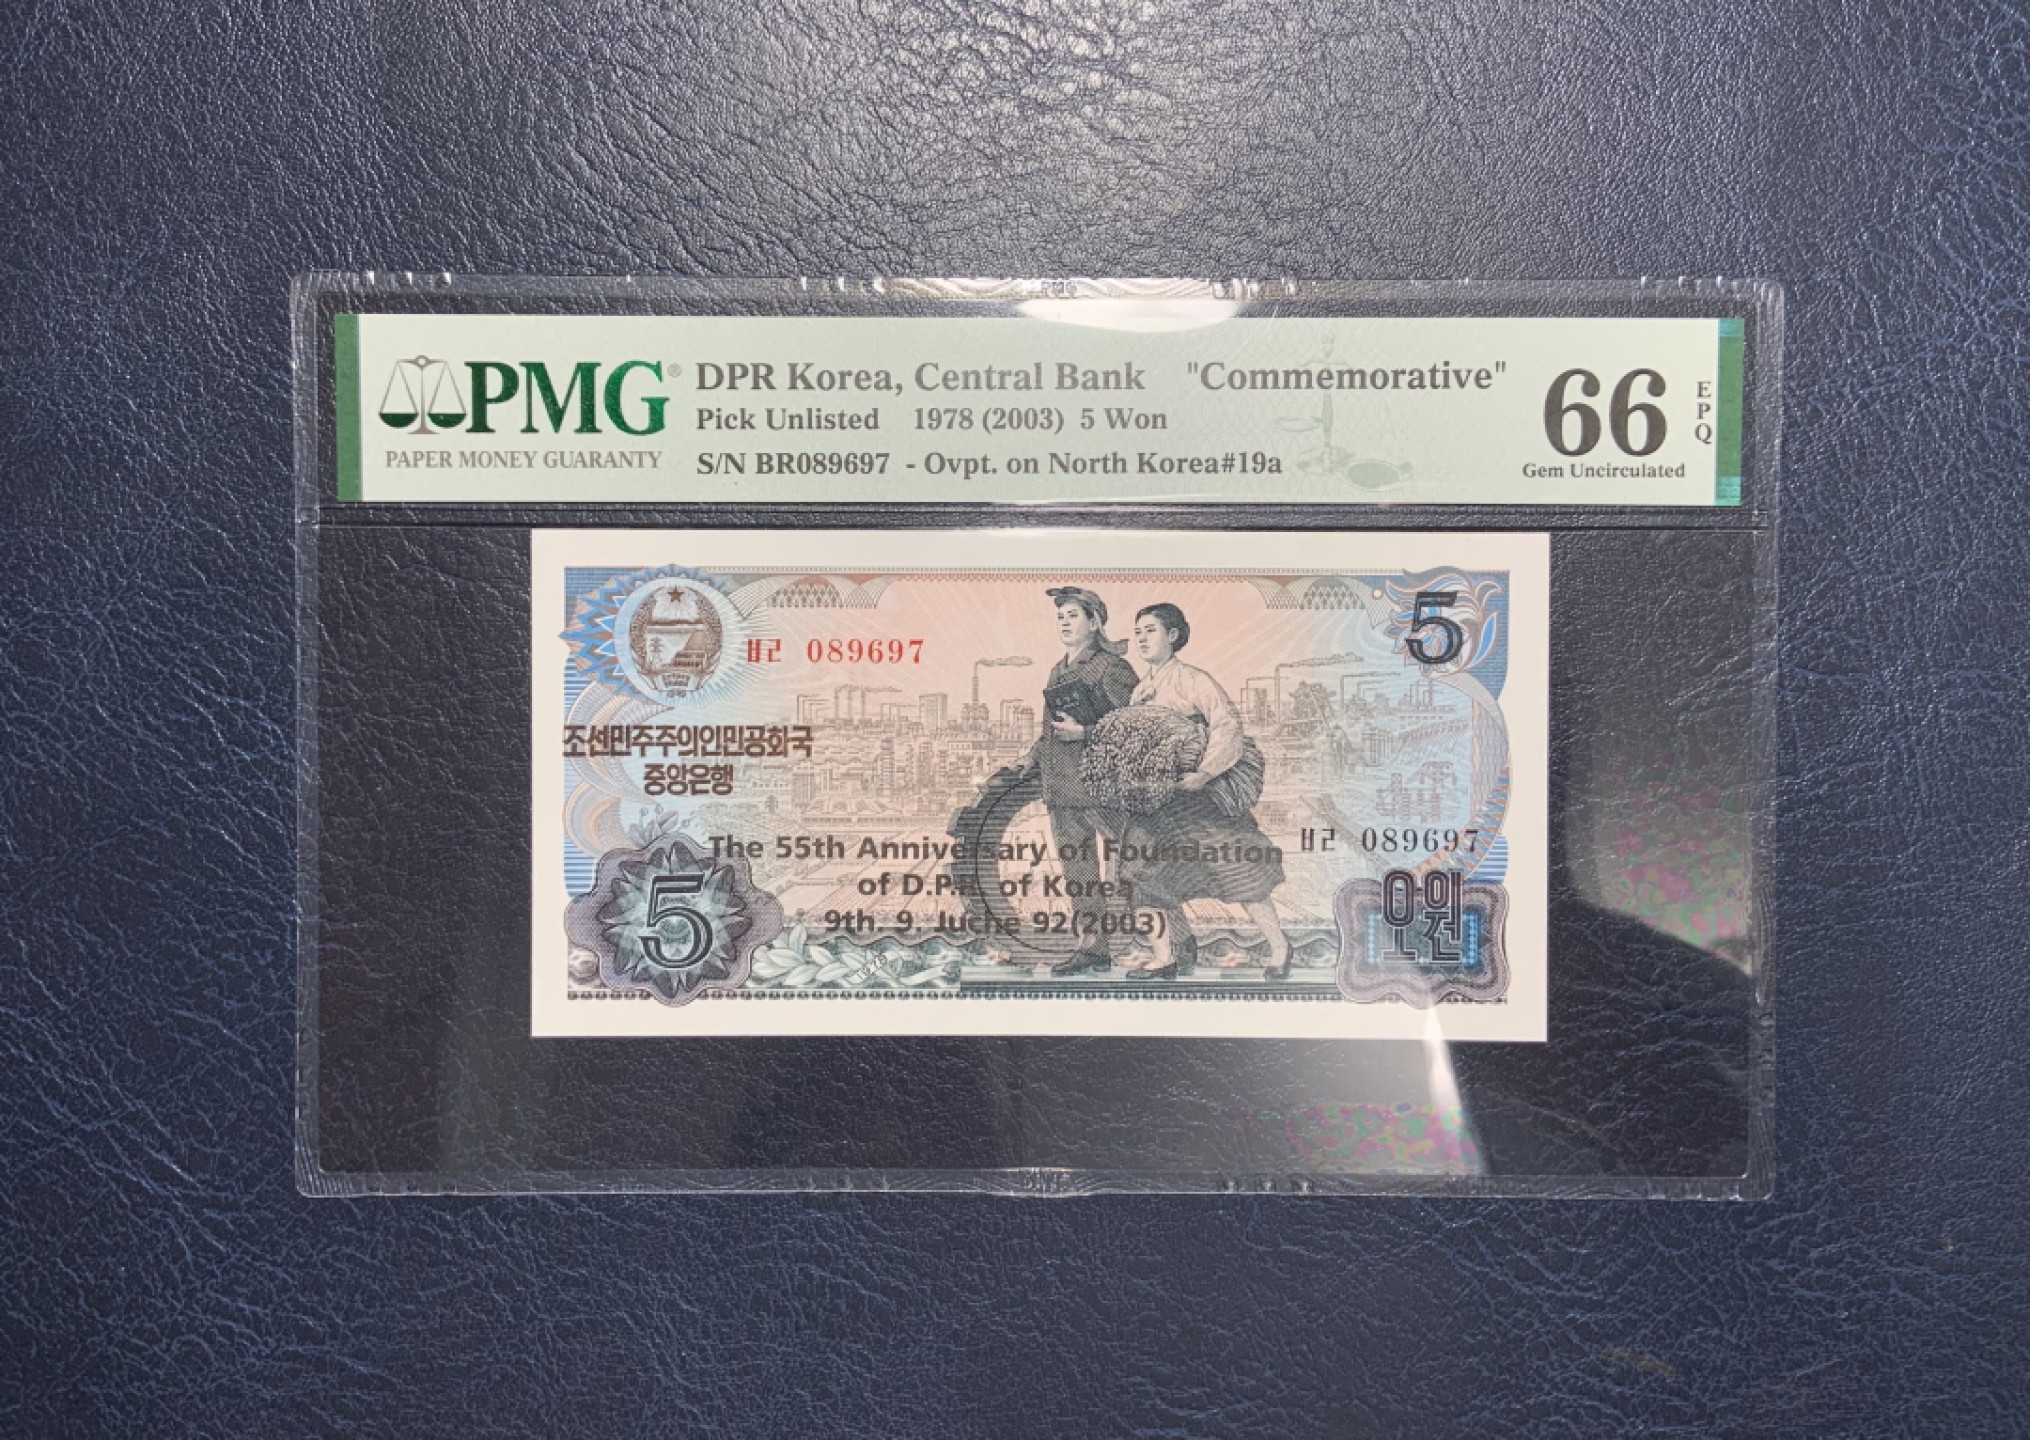 PMG®
PAPER MONEY GUARANTY
DPR Korea, Central Bank "Commemorative"
Pick Unlisted 1978 (2003) 5 Won
S/N BR089697 - Ovpt. on North Korea#19a
66
EPQ
Gem Uncirculated
ㅂㄹ 089697
5
조선민주주의인민공화국
중앙은행
The 55th Anniversary of Foundation
of D.P.R. of Korea
9th. 9. Juche 92(2003)
ㅂㄹ 089697
5
1978
오원